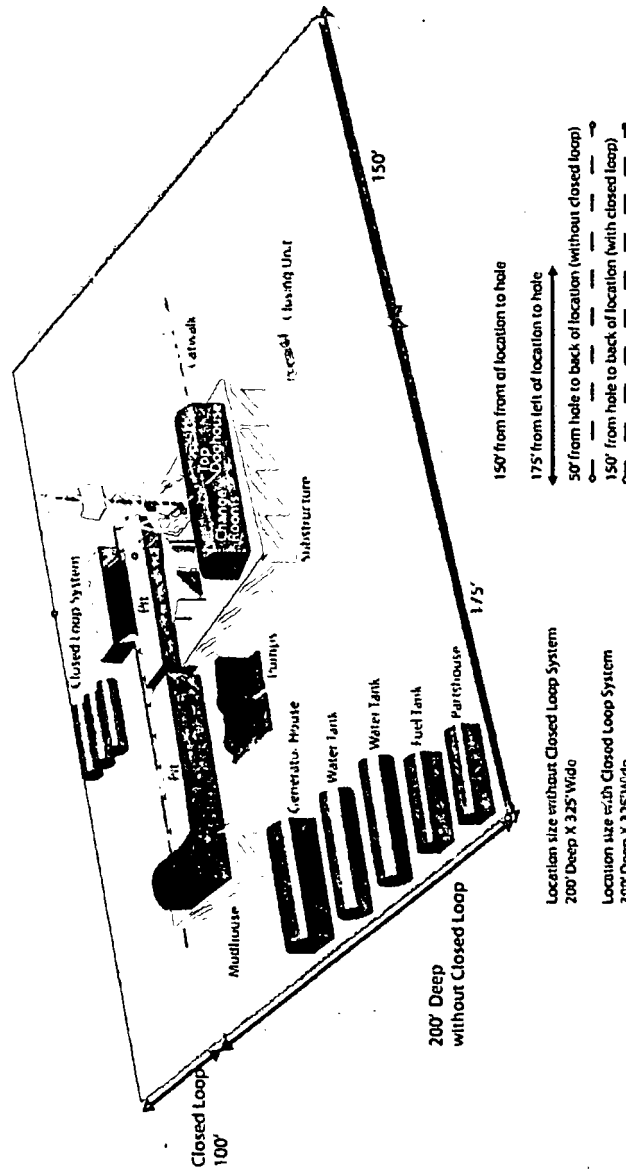 Closed Loop
100'
200' Deep
without Closed Loop
Mudhouse
Pit
Pit
Closed Loop System
Generator House
Water Tank
Water Tank
Fuel Tank
Partshouse
Pumps
Substructure
Change
Rooms
Top
Doghouse
Catwalk
Closing Unit
175'
150'
Location size without Closed Loop System
200' Deep X 325' Wide
Location size with Closed Loop System
150' from front of location to hole
175' from left of location to hole
50' from hole to back of location (without closed loop)
150' from hole to back of location (with closed loop)